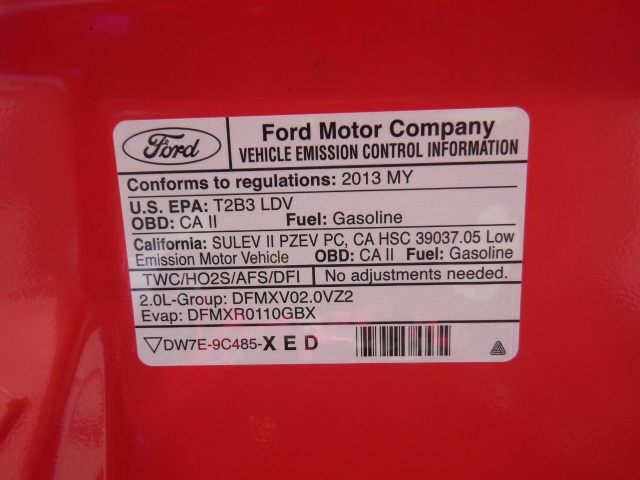 Ford
Ford Motor Company
VEHICLE EMISSION CONTROL INFORMATION
Conforms to regulations: 2013 MY
U.S. EPA: T2B3 LDV
OBD: CA II Fuel: Gasoline
California: SULEV II PZEV PC, CA HSC 39037.05 Low
Emission Motor Vehicle OBD: CA II Fuel: Gasoline
TWC/HO2S/AFS/DFI No adjustments needed.
2.0L-Group: DFMXV02.0VZ2
Evap: DFMXR0110GBX
DW7E-9C485-XED